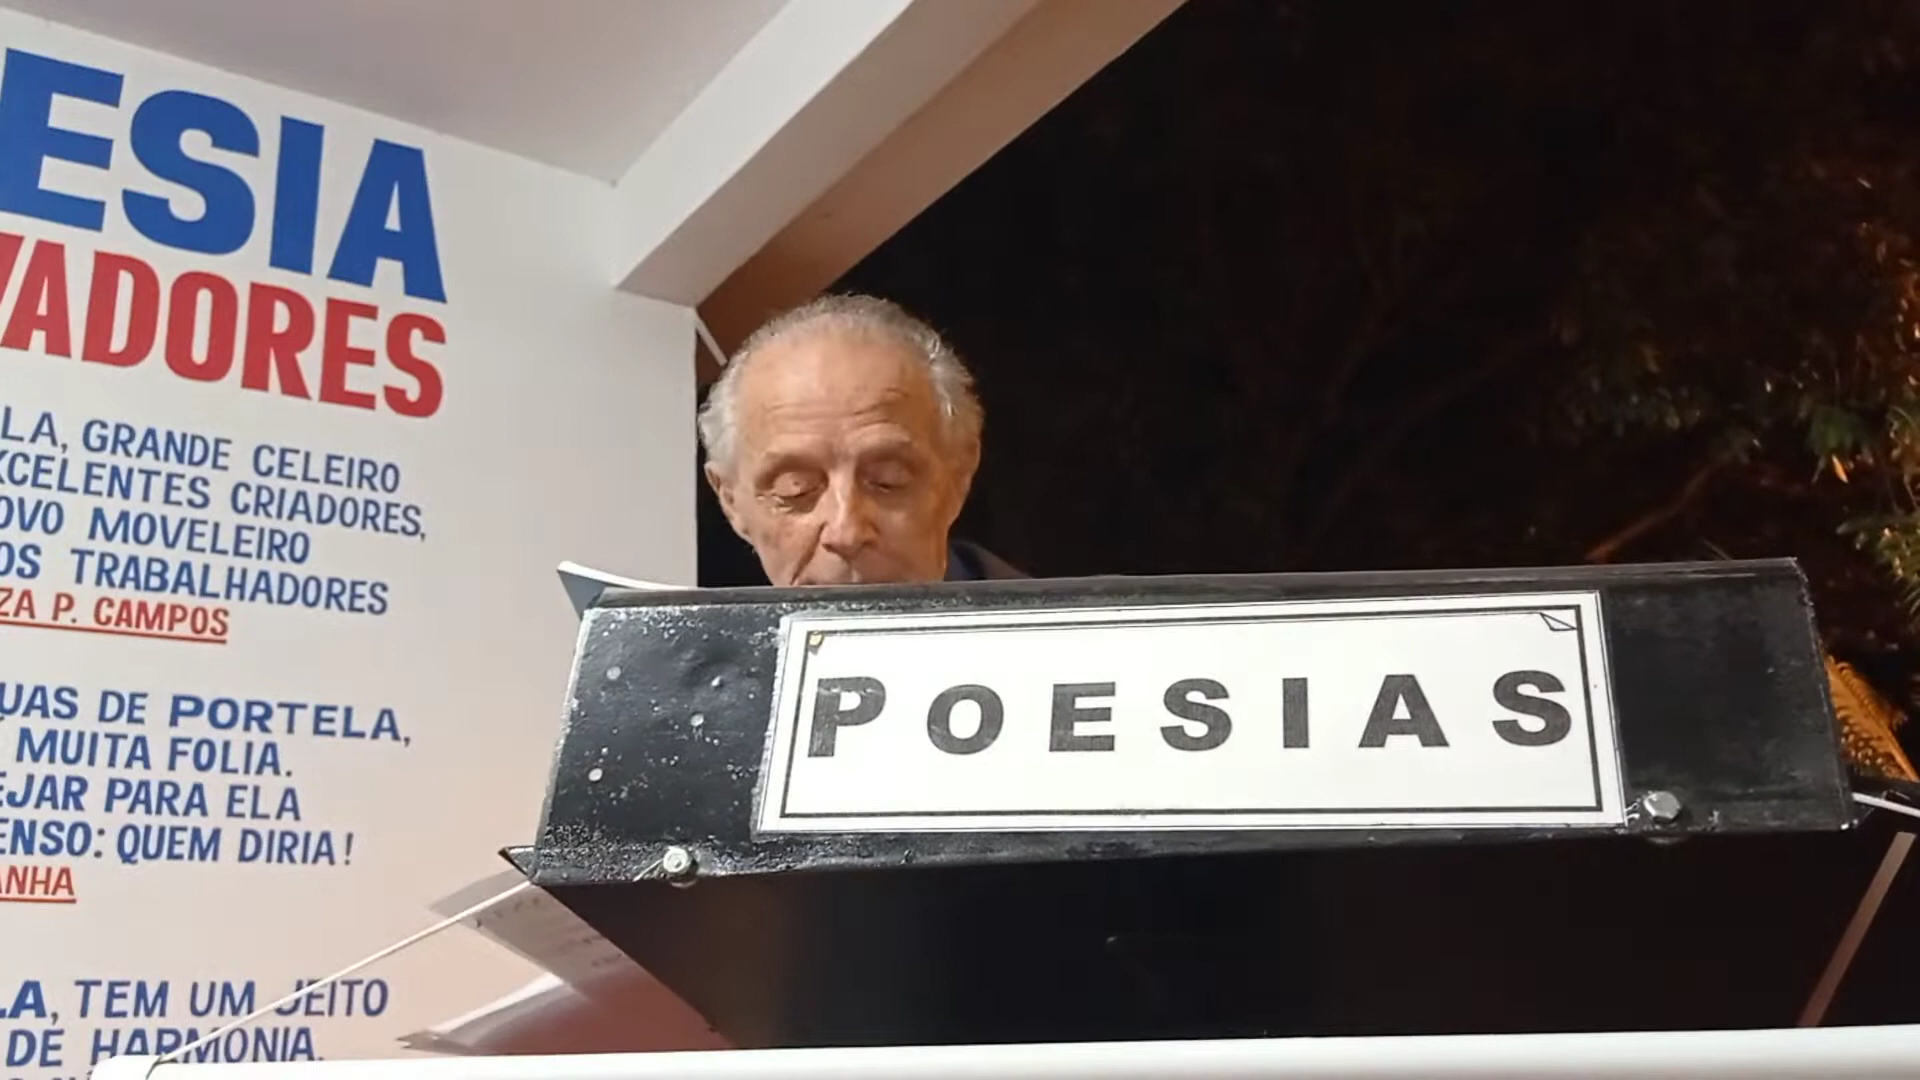 ESIA
VADORES
LA, GRANDE CELEIRO
XCELENTES CRIADORES,
OVO MOVELEIRO
OS TRABALHADORES
ZA P. CAMPOS
UAS DE PORTELA,
MUITA FOLIA.
EJAR PARA ELA
ENSO: QUEM DIRIA!
ANHA
LA, TEM UM JEITO
DE HARMONIA.
POESIAS